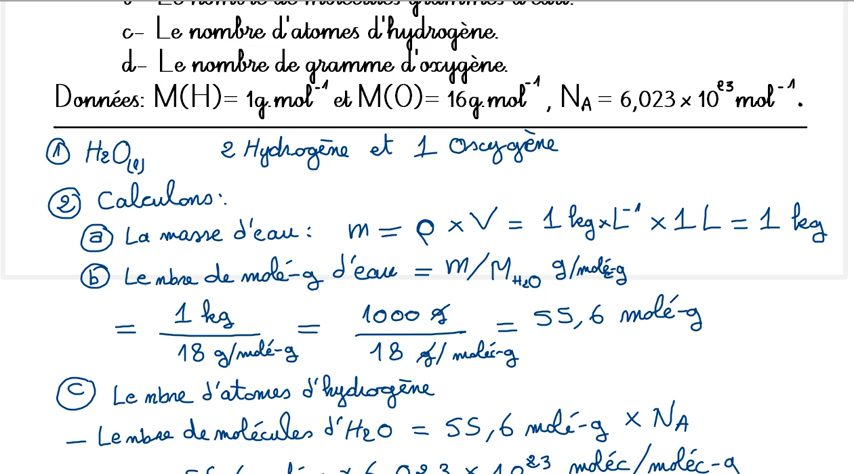 c- Le nombre d'atomes d'hydrogène.
d- Le nombre de gramme d'oxygène.
Données: M(H)= 1g.mol⁻¹ et M(O)= 16g.mol⁻¹, N_A = 6,023 × 10²³ mol⁻¹.
① H₂O(l) 2 Hydrogène et 1 Oxygène
② Calculons:
ⓐ La masse d'eau: m = ρ × V = 1 kg×L⁻¹ × 1 L = 1 kg
ⓑ Le nbre de molé-g d'eau = m/M_H₂O g/molé-g
= 1 kg / 18 g/molé-g = 1000 g / 18 g/moléc-g = 55,6 molé-g
ⓒ Le nbre d'atomes d'hydrogène
– Le nbre de molécules d'H₂O = 55,6 molé-g × N_A